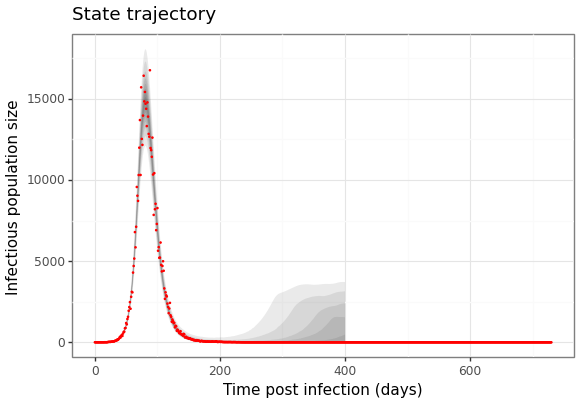 State trajectory
Infectious population size
15000
10000
5000
0
0 200 400 600
Time post infection (days)